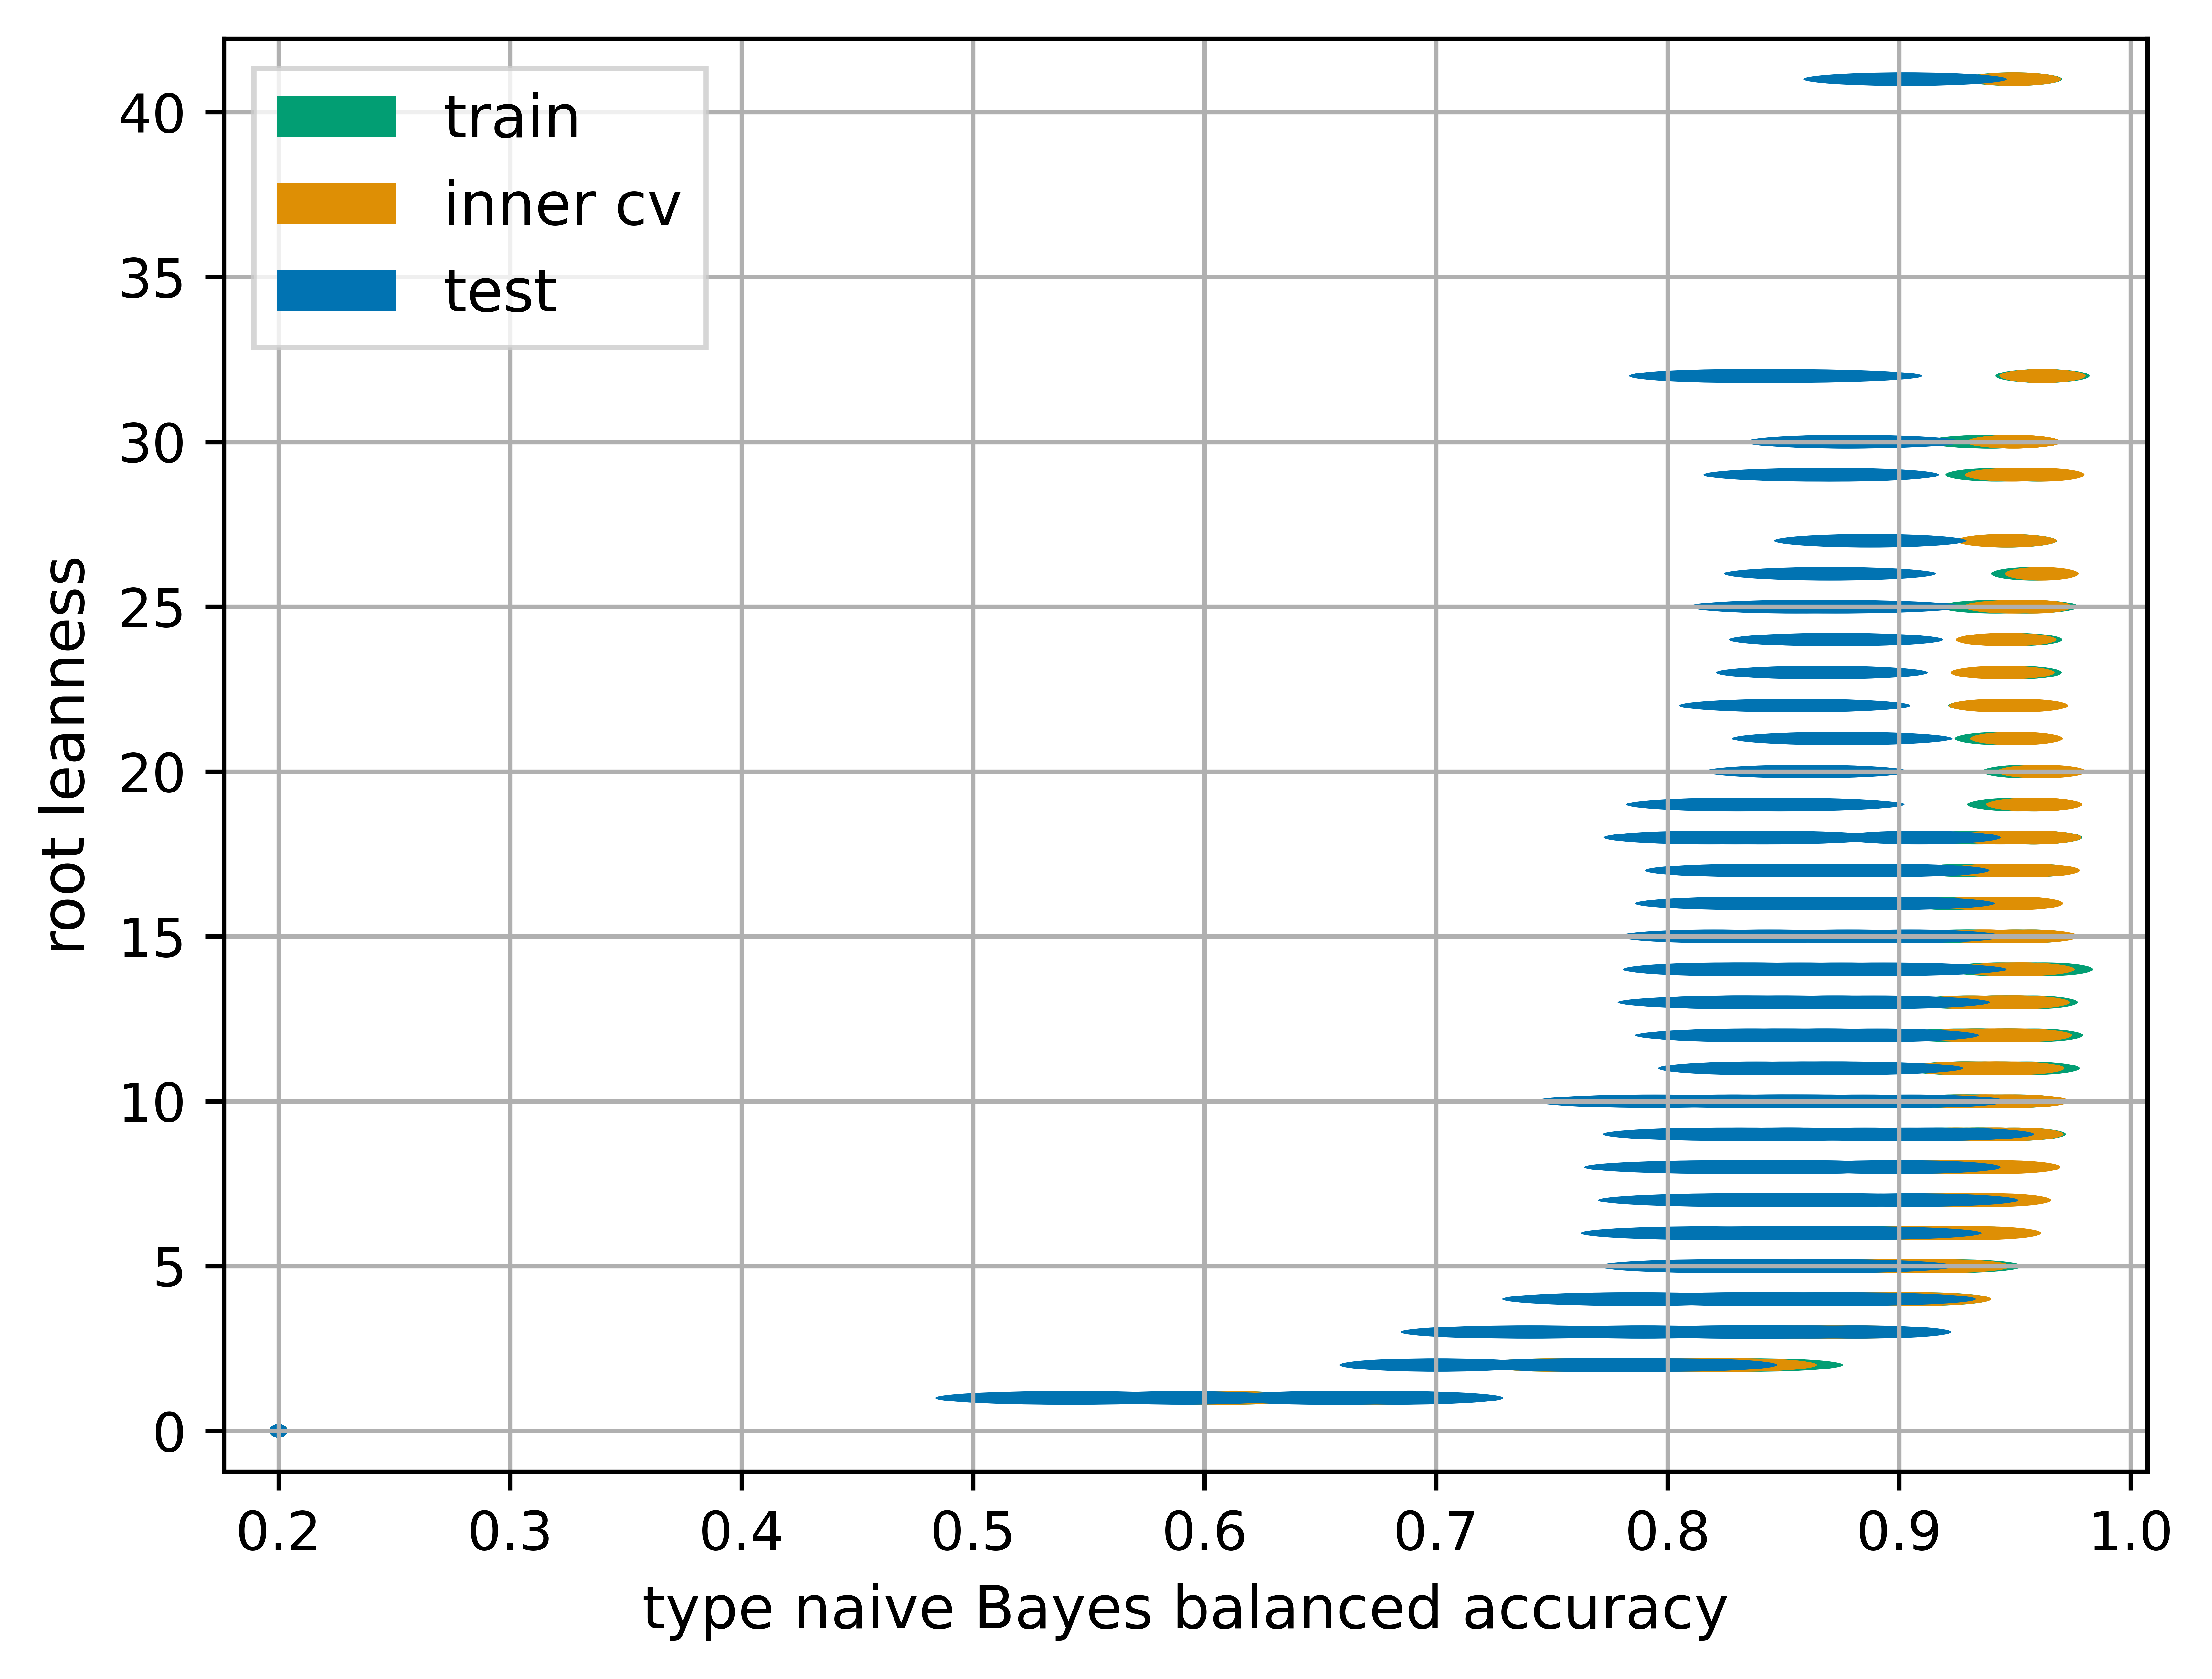 train
inner cv
test
root leanness
40
35
30
25
20
15
10
5
0
0.2 0.3 0.4 0.5 0.6 0.7 0.8 0.9 1.0
type naive Bayes balanced accuracy